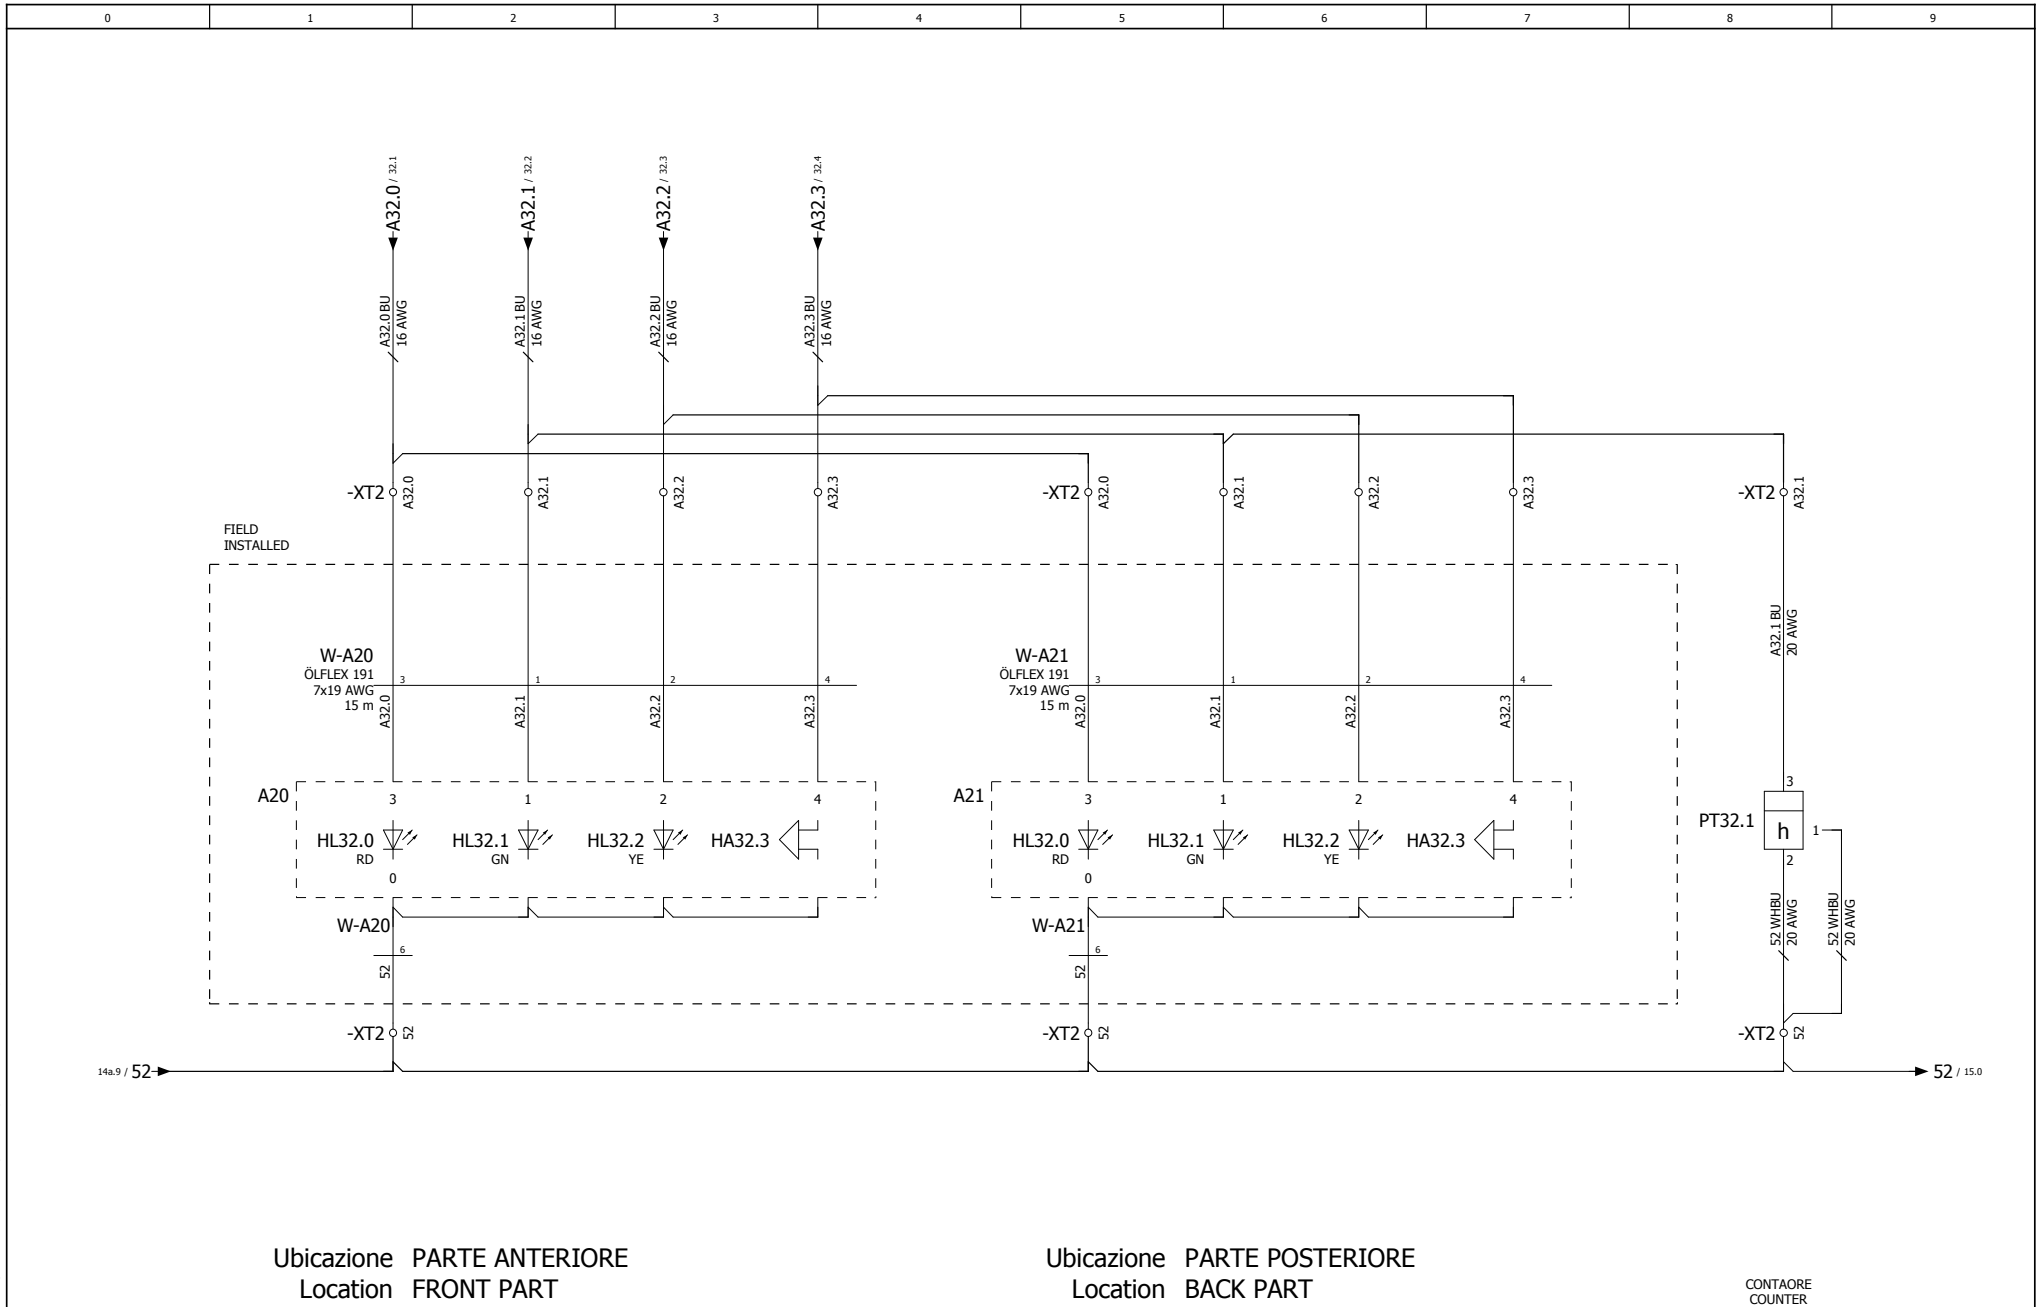 0 1 2 3 4 5 6 7 8 9
A32.0 / 32.1
A32.1 / 32.2
A32.2 / 32.3
A32.3 / 32.4
A32.0 BU
16 AWG
A32.1 BU
16 AWG
A32.2 BU
16 AWG
A32.3 BU
16 AWG
-XT2 A32.0 A32.1 A32.2 A32.3 -XT2 A32.0 A32.1 A32.2 A32.3 -XT2 A32.1
FIELD
INSTALLED
A32.1 BU
20 AWG
W-A20
ÖLFLEX 191
7x19 AWG
15 m
3 1 2 4
A32.0 A32.1 A32.2 A32.3
W-A21
ÖLFLEX 191
7x19 AWG
15 m
3 1 2 4
A32.0 A32.1 A32.2 A32.3
A20
3 1 2 4
HL32.0 HL32.1 HL32.2 HA32.3
RD GN YE
0
A21
3 1 2 4
HL32.0 HL32.1 HL32.2 HA32.3
RD GN YE
0
3
PT32.1 h 1
2
W-A20
6
52
W-A21
6
52
52 WHBU
20 AWG
52 WHBU
20 AWG
-XT2 52 -XT2 52 -XT2 52
14a.9 / 52
52 / 15.0
Ubicazione PARTE ANTERIORE
Location FRONT PART
Ubicazione PARTE POSTERIORE
Location BACK PART
CONTAORE
COUNTER